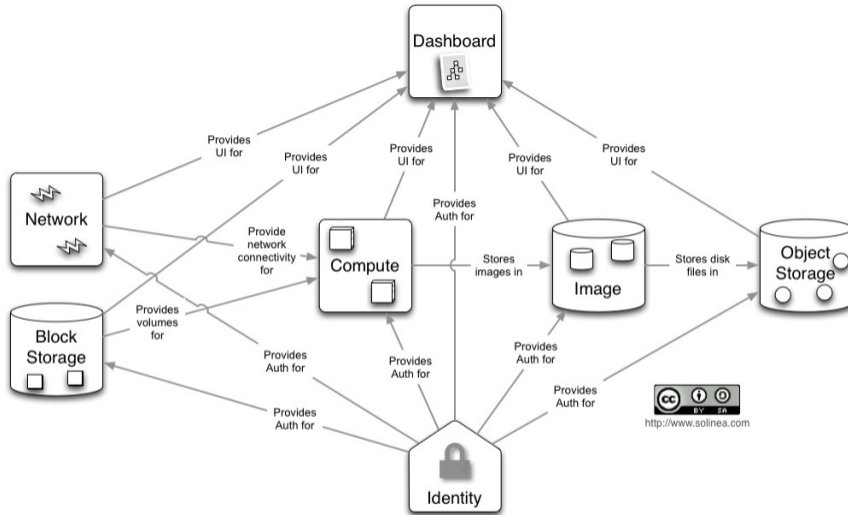 Dashboard
Provides
UI for
Provides
UI for
Provides
UI for
Provides
UI for
Provides
UI for
Provides
Auth for
Network
Provide
network
connectivity
for
Compute
Stores
images in
Image
Stores disk
files in
Object
Storage
Block
Storage
Provides
volumes
for
Provides
Auth for
Provides
Auth for
Provides
Auth for
Provides
Auth for
Provides
Auth for
cc
BY SA
http://www.solinea.com
Identity